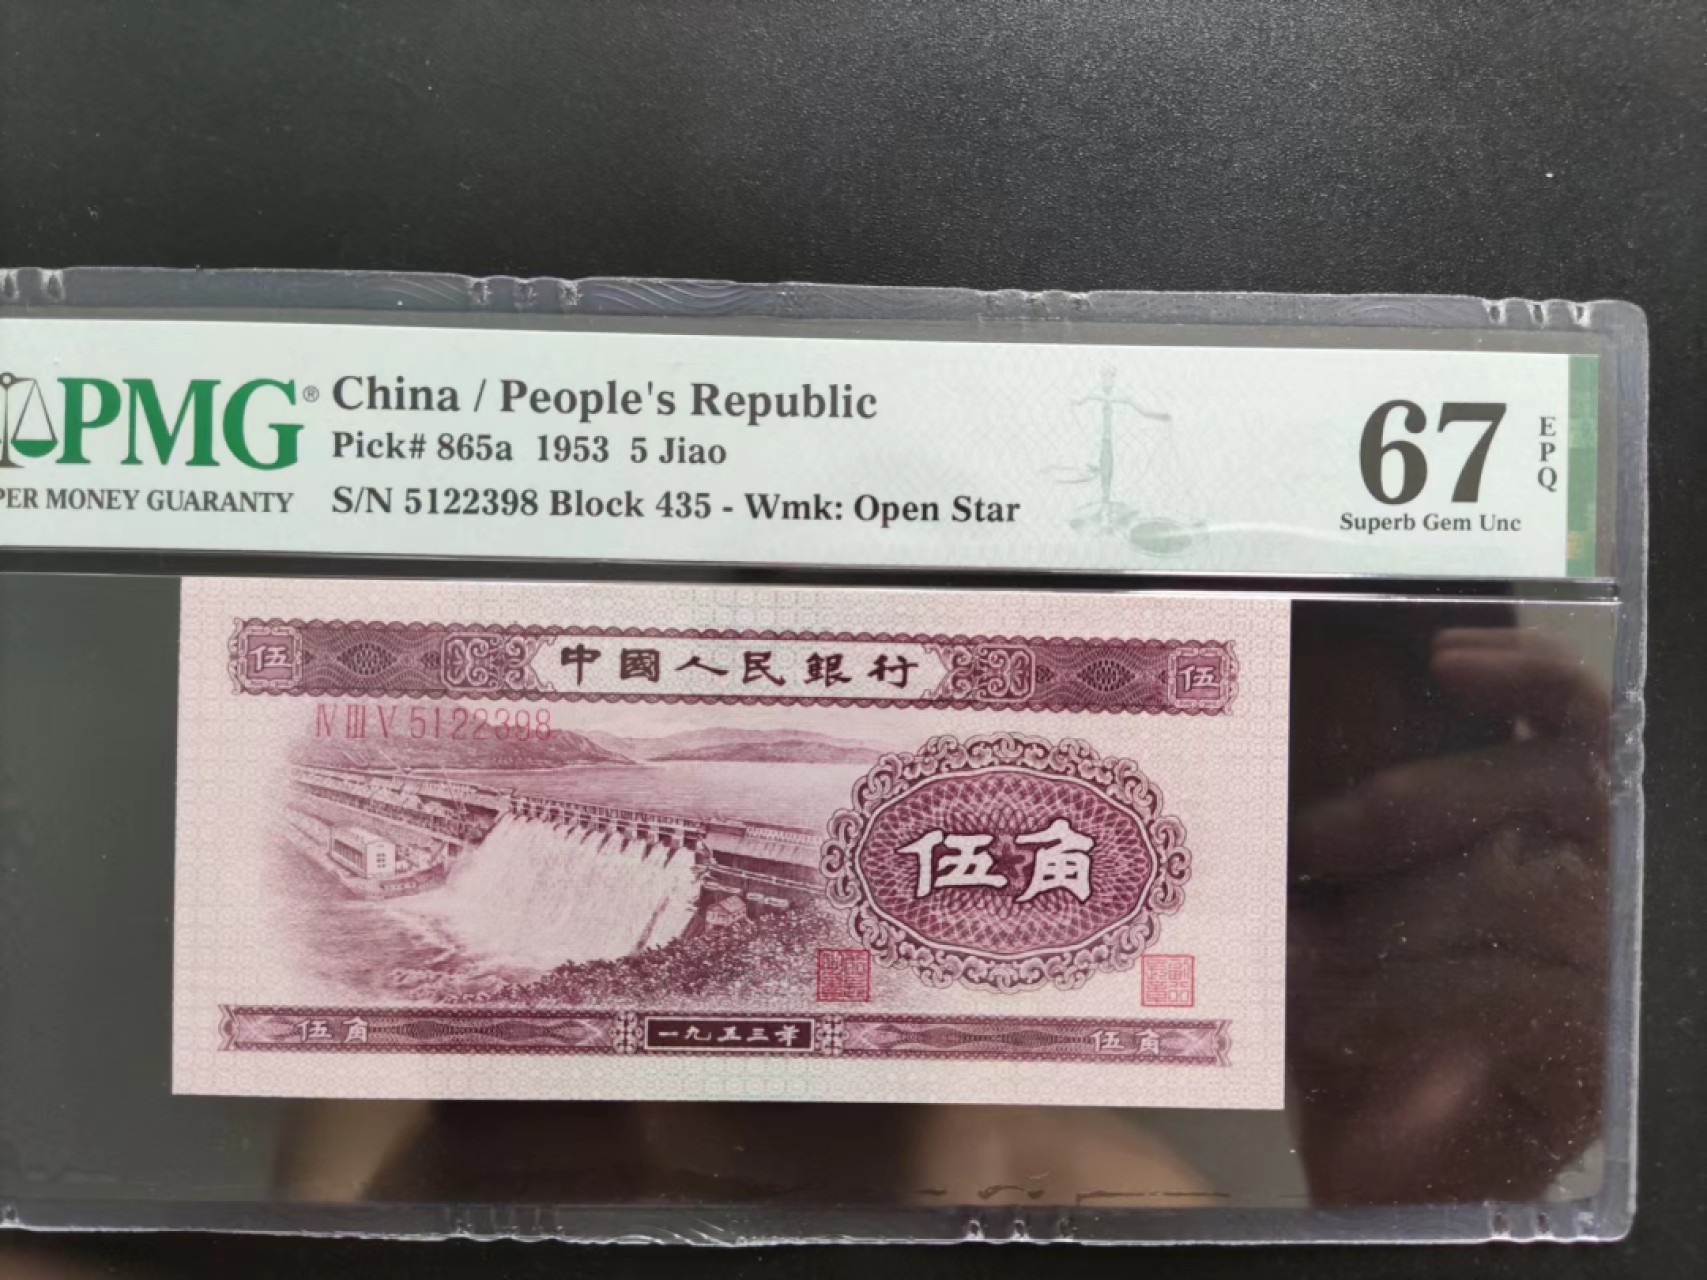 PMG® China / People's Republic
Pick# 865a 1953 5 Jiao
PER MONEY GUARANTY S/N 5122398 Block 435 - Wmk: Open Star
67 EPQ
Superb Gem Unc
伍 中國人民銀行 伍
Ⅳ Ⅲ Ⅴ 5122398
伍角
伍角 一九五三年 伍角